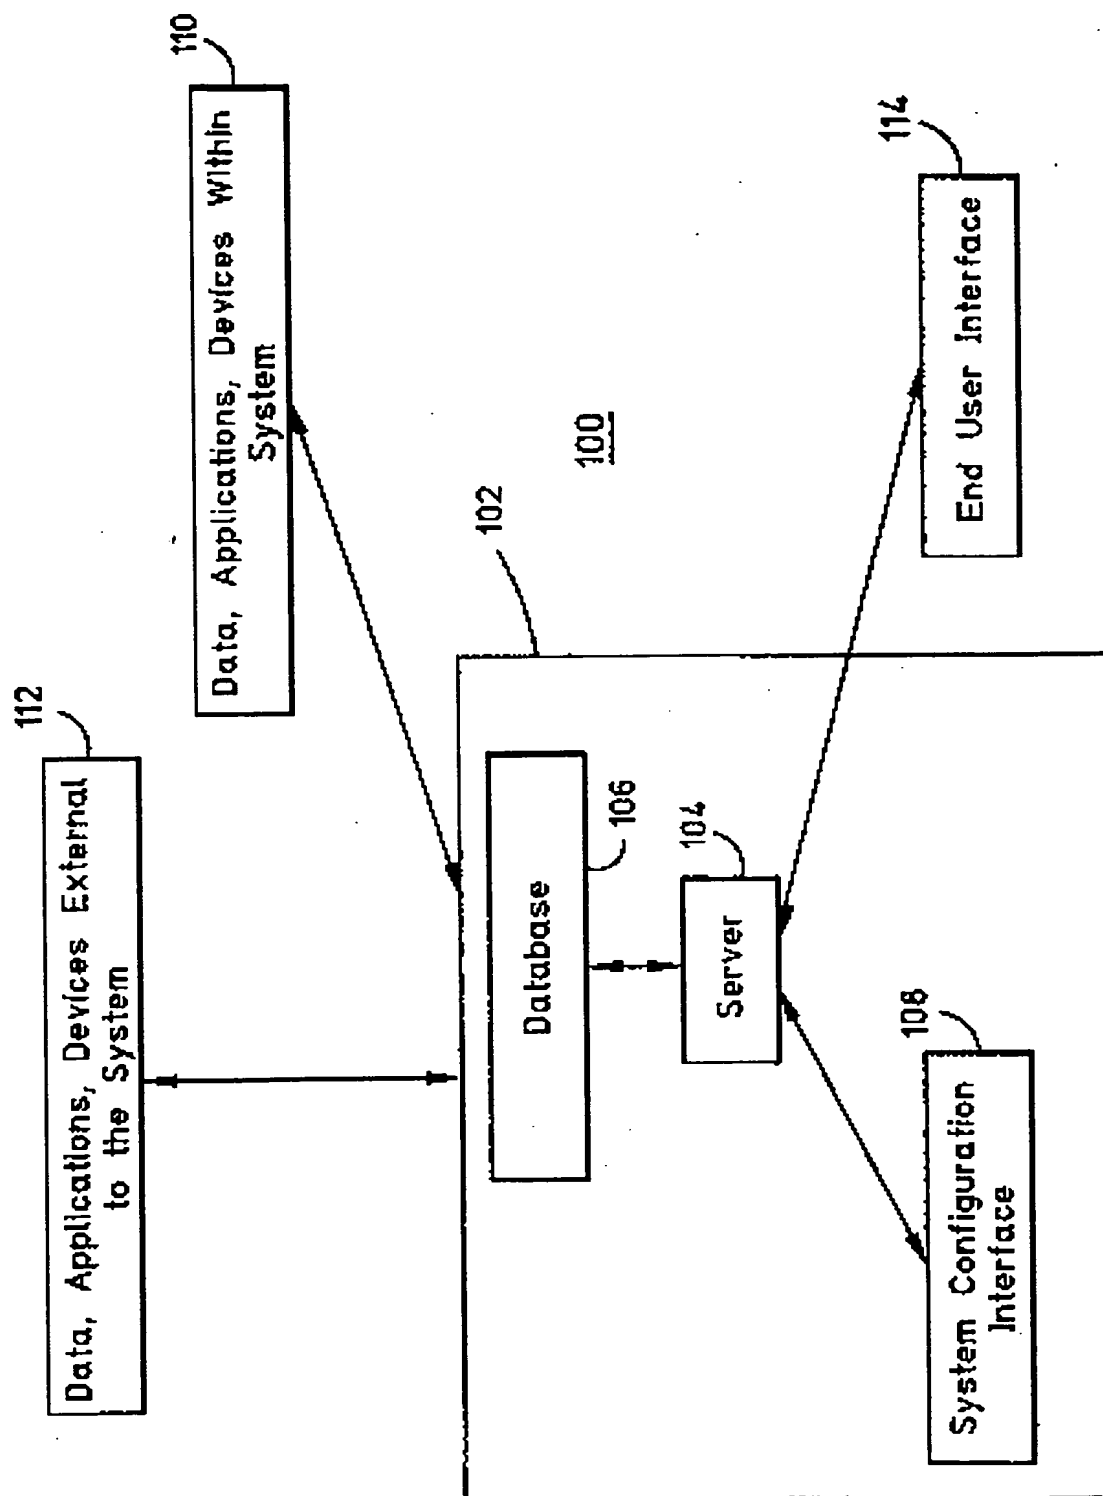 112
Data, Applications, Devices External
to the System
110
Data, Applications, Devices Within
System
102
100
Database
106
Server
104
System Configuration
Interface
108
End User Interface
114